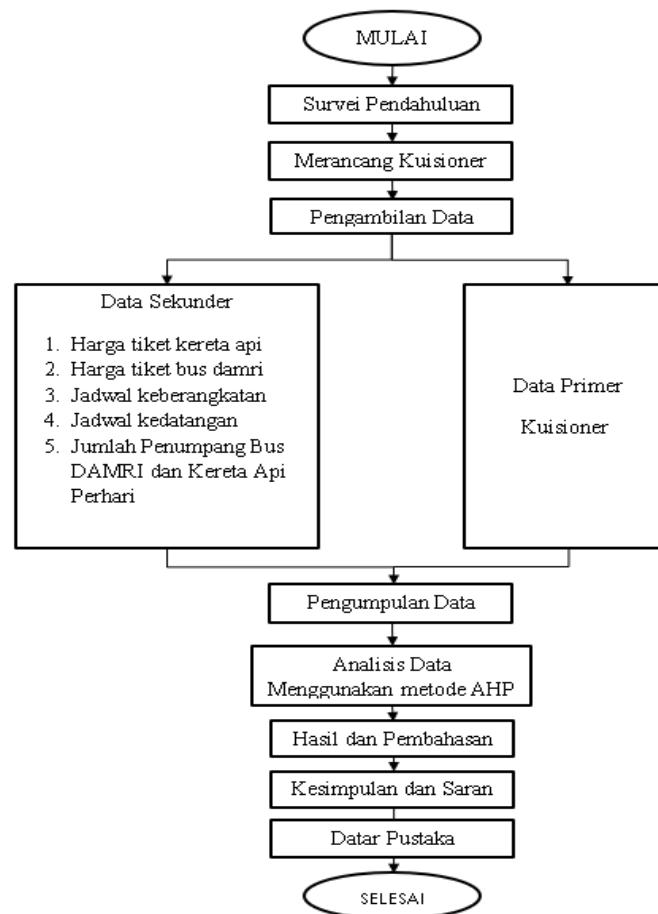 MULAI
Survei Pendahuluan
Merancang Kuisioner
Pengambilan Data
Data Sekunder
1. Harga tiket kereta api
2. Harga tiket bus damri
3. Jadwal keberangkatan
4. Jadwal kedatangan
5. Jumlah Penumpang Bus
DAMRI dan Kereta Api
Perhari
Data Primer
Kuisioner
Pengumpulan Data
Analisis Data
Menggunakan metode AHP
Hasil dan Pembahasan
Kesimpulan dan Saran
Datar Pustaka
SELESAI